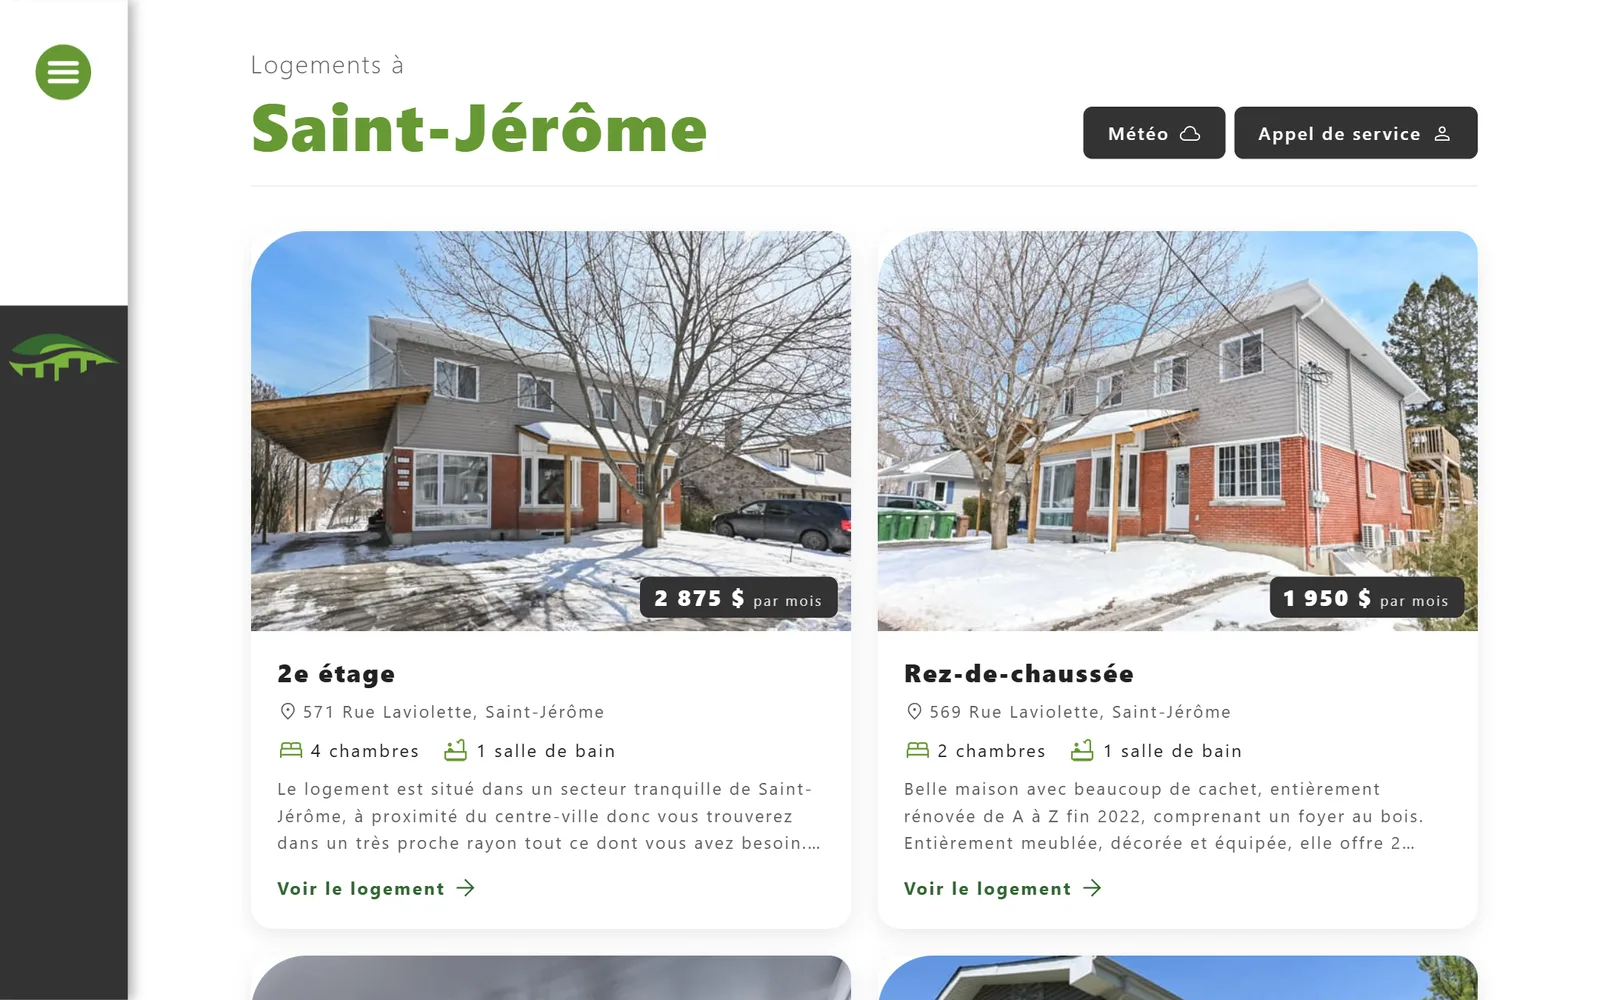 Logements à
Saint-Jérôme
Météo
Appel de service
2 875 $ par mois
1 950 $ par mois
2e étage
571 Rue Laviolette, Saint-Jérôme
4 chambres
1 salle de bain
Le logement est situé dans un secteur tranquille de Saint-
Jérôme, à proximité du centre-ville donc vous trouverez
dans un très proche rayon tout ce dont vous avez besoin.…
Voir le logement
Rez-de-chaussée
569 Rue Laviolette, Saint-Jérôme
2 chambres
1 salle de bain
Belle maison avec beaucoup de cachet, entièrement
rénovée de A à Z fin 2022, comprenant un foyer au bois.
Entièrement meublée, décorée et équipée, elle offre 2…
Voir le logement